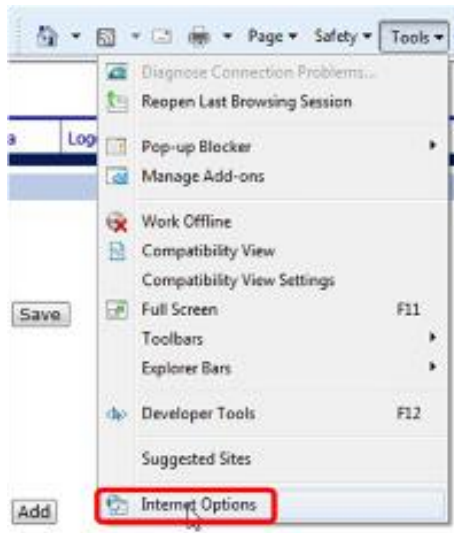 Page Safety Tools
Diagnose Connection Problems...
Reopen Last Browsing Session
a Log
Pop-up Blocker
Manage Add-ons
Work Offline
Compatibility View
Compatibility View Settings
Save
Full Screen F11
Toolbars
Explorer Bars
Developer Tools F12
Suggested Sites
Add
Internet Options